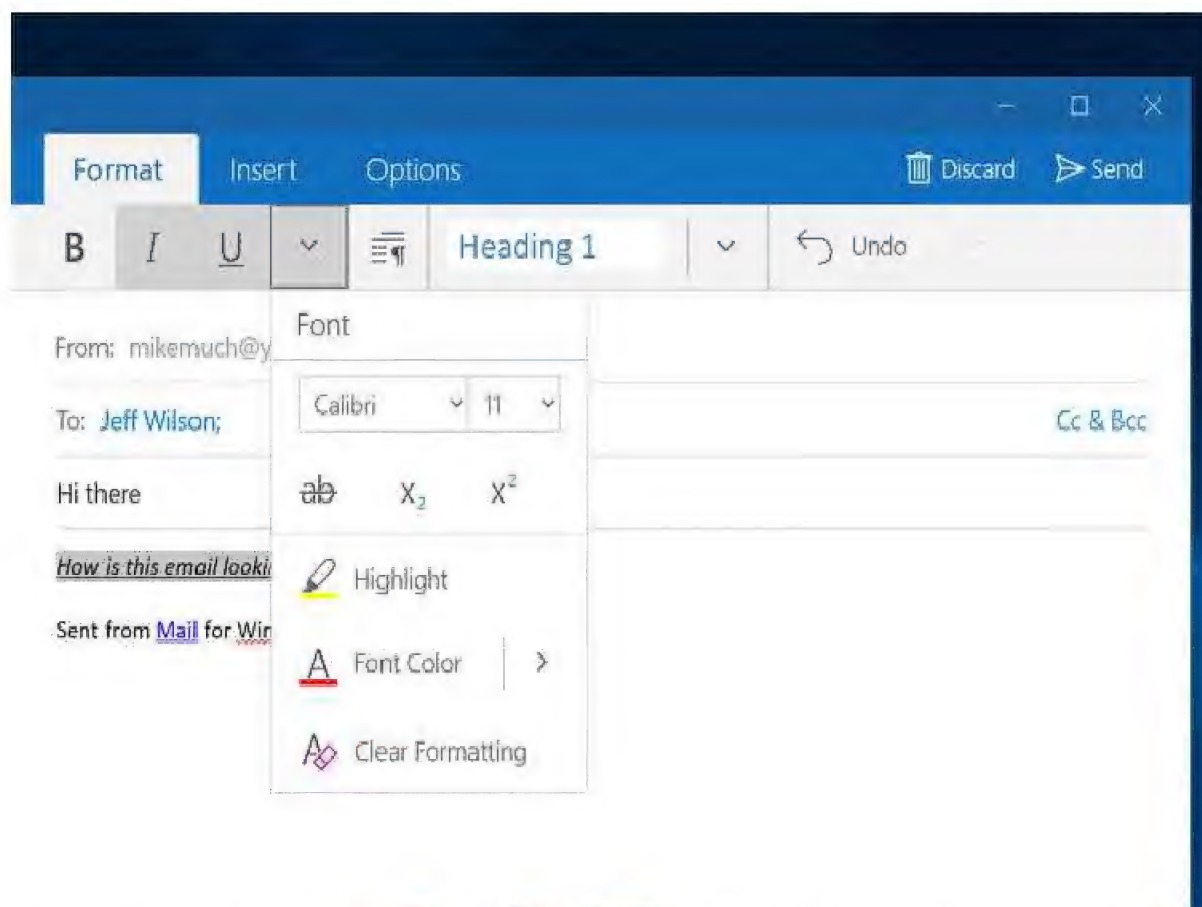 Format Insert Options Discard Send
B I U Heading 1 Undo
Font
From: mikemuch@y
Calibri 11
To: Jeff Wilson; Cc & Bcc
Hi there ab X₂ X²
How is this email looki
Highlight
Sent from Mail for Win
Font Color
Clear Formatting